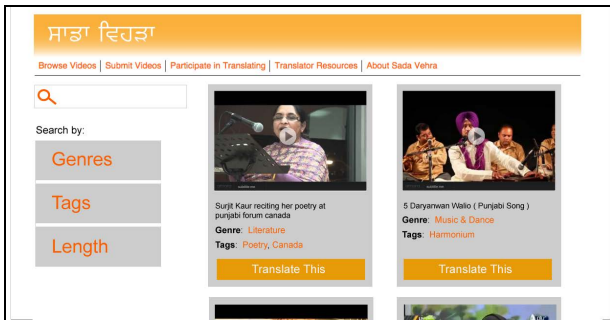 ਸਾਡਾ ਵਿਹੜਾ
Browse Videos | Submit Videos | Participate in Translating | Translator Resources | About Sada Vehra
Search by:
Genres
Tags
Length
Surjit Kaur reciting her poetry at
punjabi forum canada
Genre: Literature
Tags: Poetry, Canada
Translate This
5 Daryanwan Walio ( Punjabi Song )
Genre: Music & Dance
Tags: Harmonium
Translate This